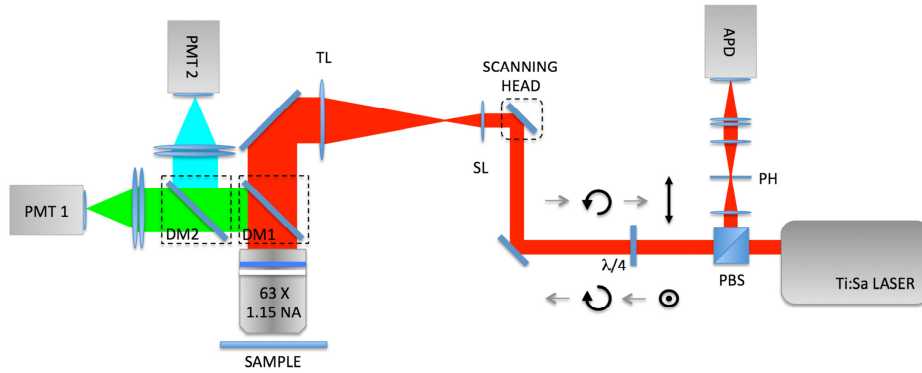 PMT 2
TL
SCANNING
HEAD
APD
SL
PH
PMT 1
DM2
DM1
λ/4
PBS
Ti:Sa LASER
63 X
1.15 NA
SAMPLE